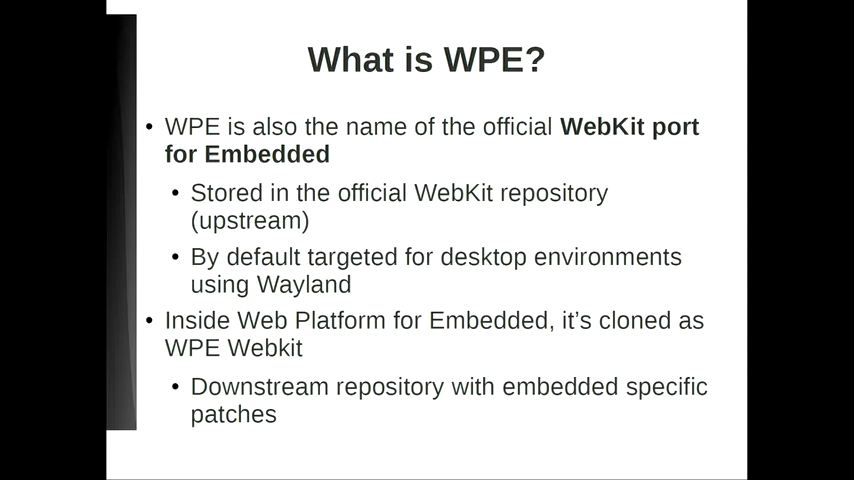 What is WPE?
• WPE is also the name of the official WebKit port
for Embedded
• Stored in the official WebKit repository
(upstream)
• By default targeted for desktop environments
using Wayland
• Inside Web Platform for Embedded, it’s cloned as
WPE Webkit
• Downstream repository with embedded specific
patches